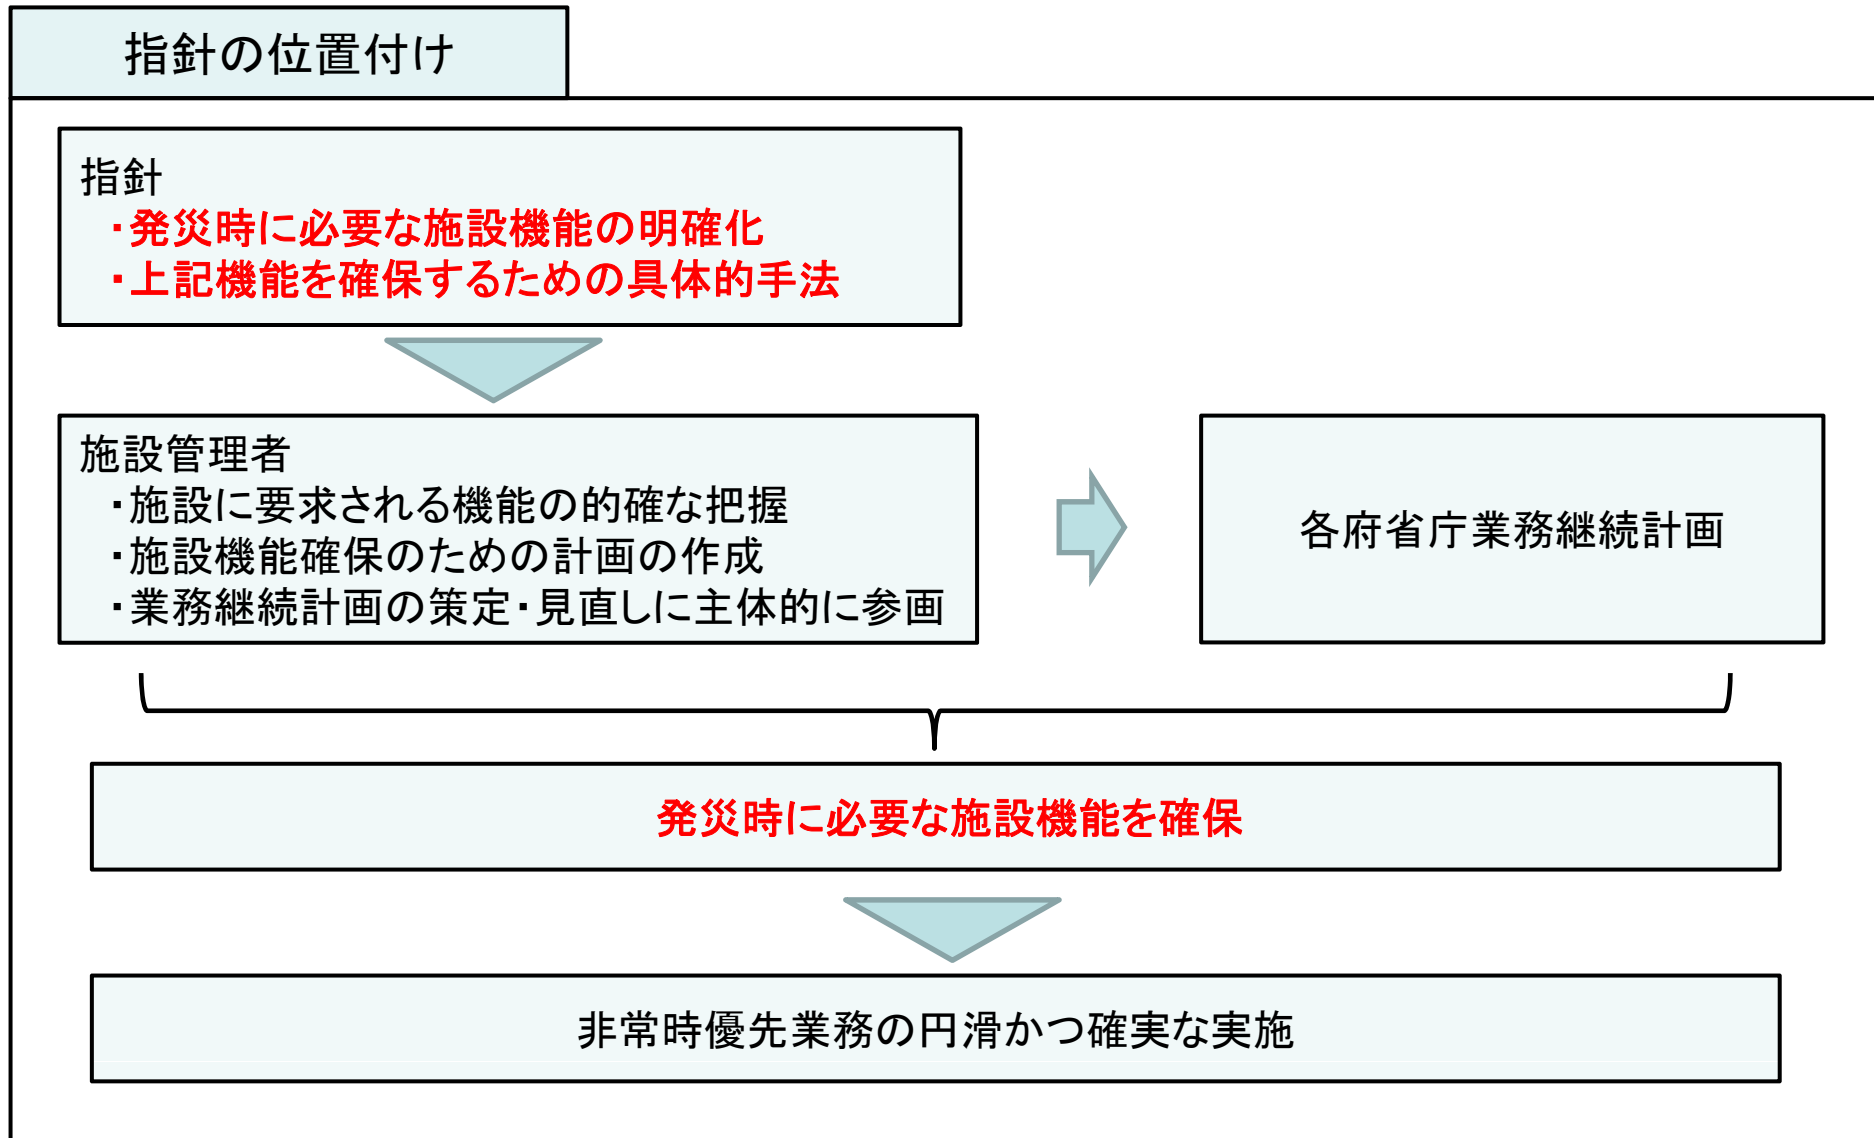 指針の位置付け
指針
・発災時に必要な施設機能の明確化
・上記機能を確保するための具体的手法
施設管理者
・施設に要求される機能の的確な把握
・施設機能確保のための計画の作成
・業務継続計画の策定・見直しに主体的に参画
各府省庁業務継続計画
発災時に必要な施設機能を確保
非常時優先業務の円滑かつ確実な実施